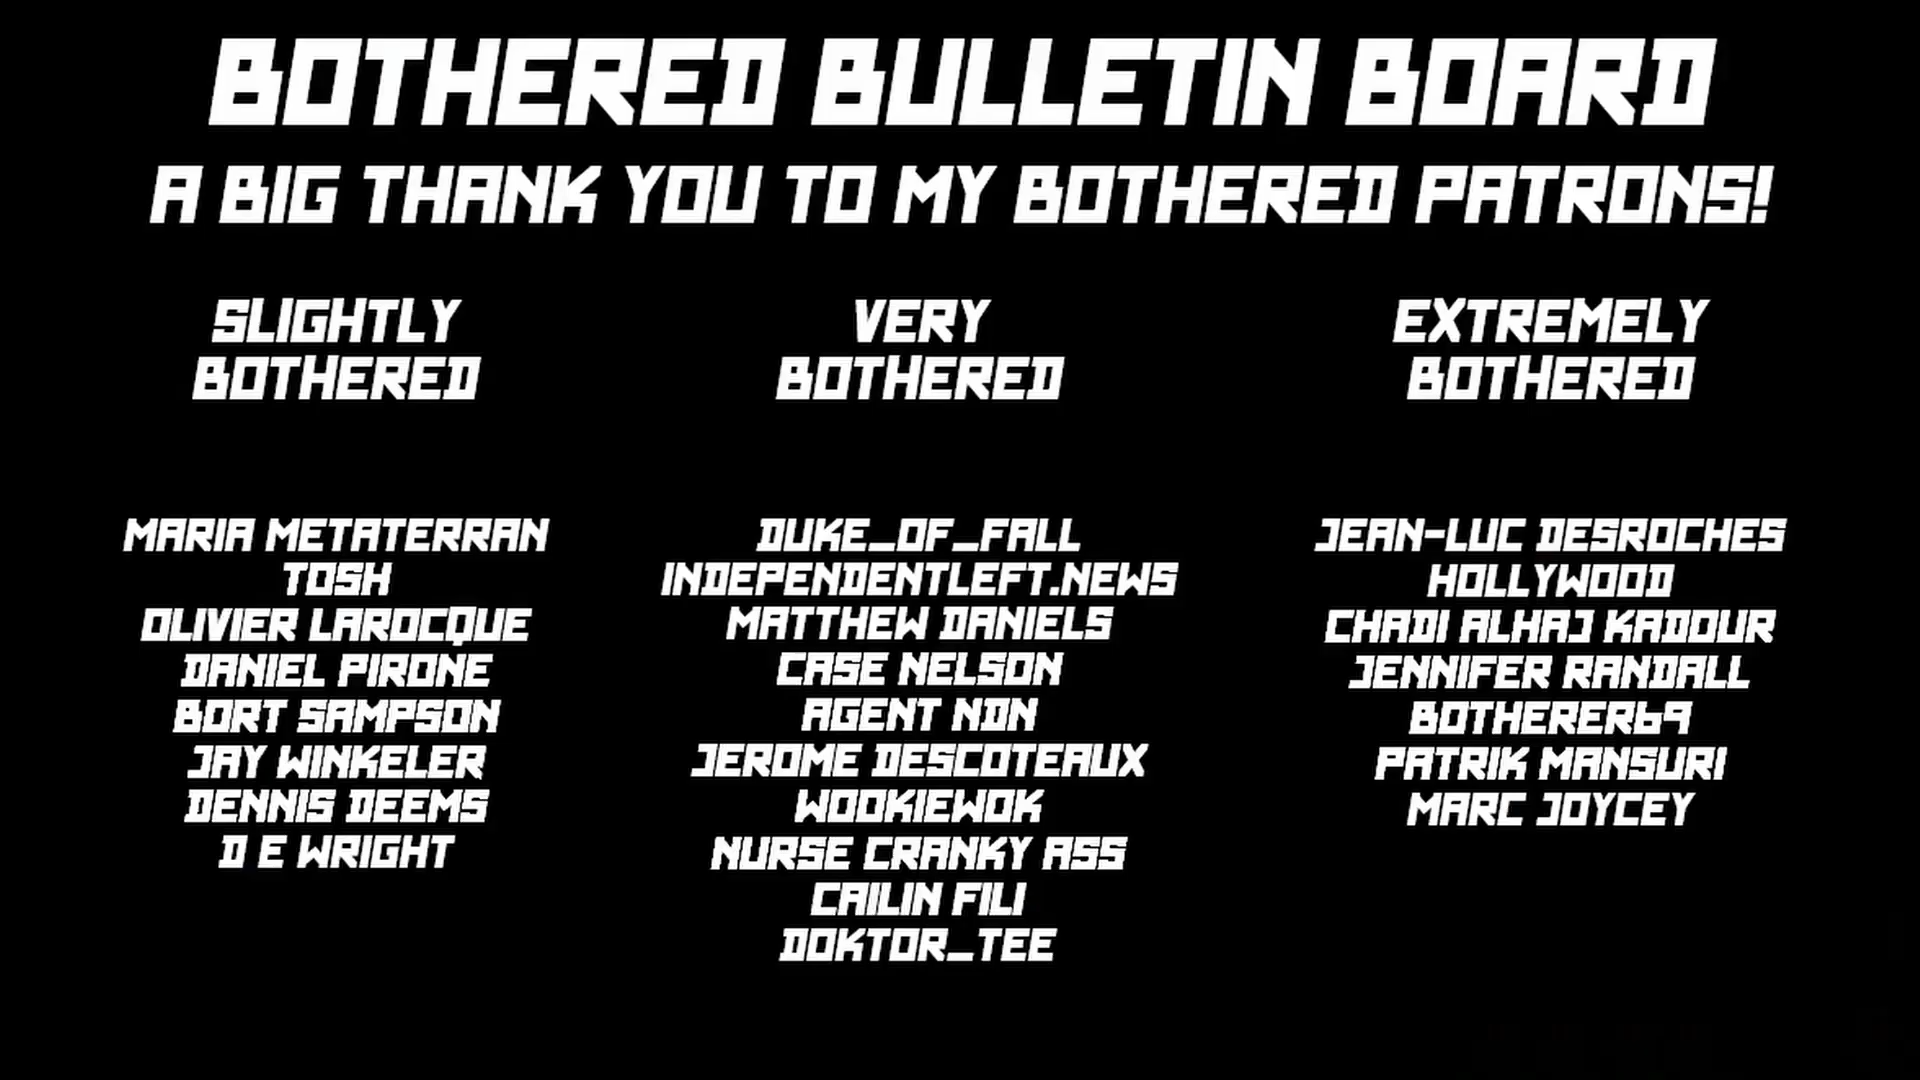 BOTHERED BULLETIN BOARD
A BIG THANK YOU TO MY BOTHERED PATRONS!
SLIGHTLY
BOTHERED
MARIA METATERRAN
TOSH
OLIVIER LAROCQUE
DANIEL PIRONE
BORT SAMPSON
JAY WINKELER
DENNIS DEEMS
D E WRIGHT
VERY
BOTHERED
DUKE_OF_FALL
INDEPENDENTLEFT.NEWS
MATTHEW DANIELS
CASE NELSON
AGENT NDN
JEROME DESCOTEAUX
WOOKIEWOK
NURSE CRANKY ASS
CAILIN FILI
DOKTOR_TEE
EXTREMELY
BOTHERED
JEAN-LUC DESROCHES
HOLLYWOOD
CHADI ALHAJ KADOUR
JENNIFER RANDALL
BOTHERER69
PATRIK MANSURI
MARC JOYCEY